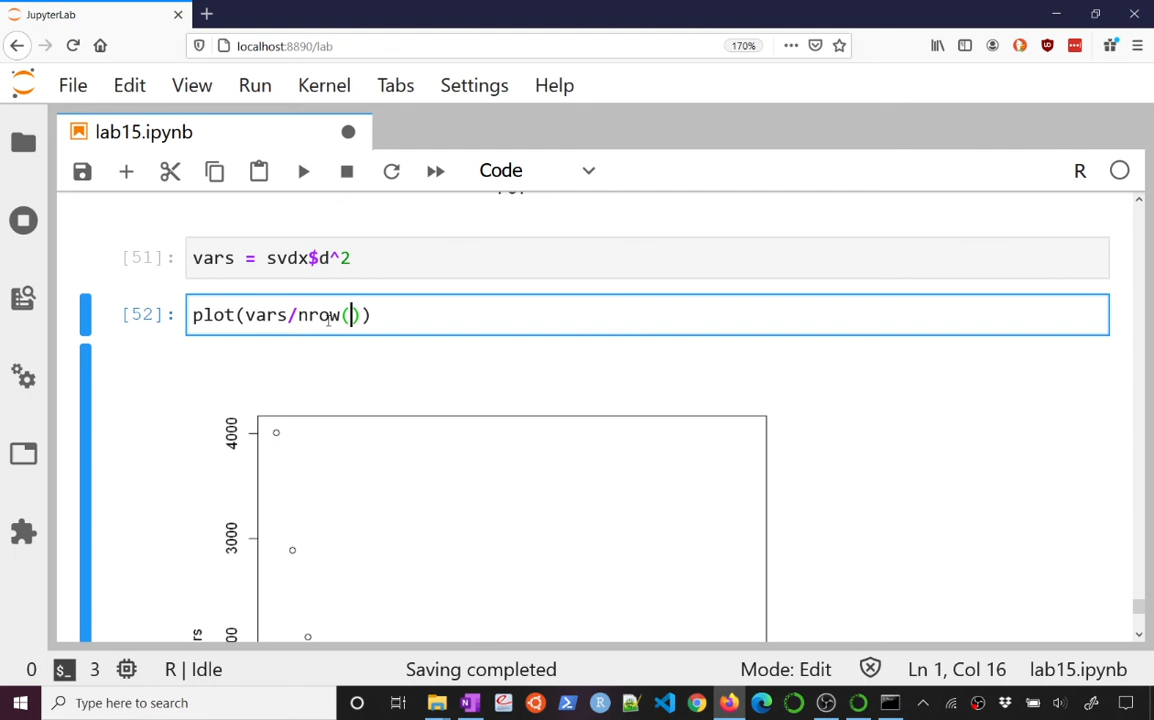 JupyterLab
localhost:8890/lab
170%
File Edit View Run Kernel Tabs Settings Help
lab15.ipynb
Code
R
[51]: vars = svdx$d^2
[52]: plot(vars/nrow())
4000
3000
0 $_ 3 R | Idle Saving completed Mode: Edit Ln 1, Col 16 lab15.ipynb
Type here to search